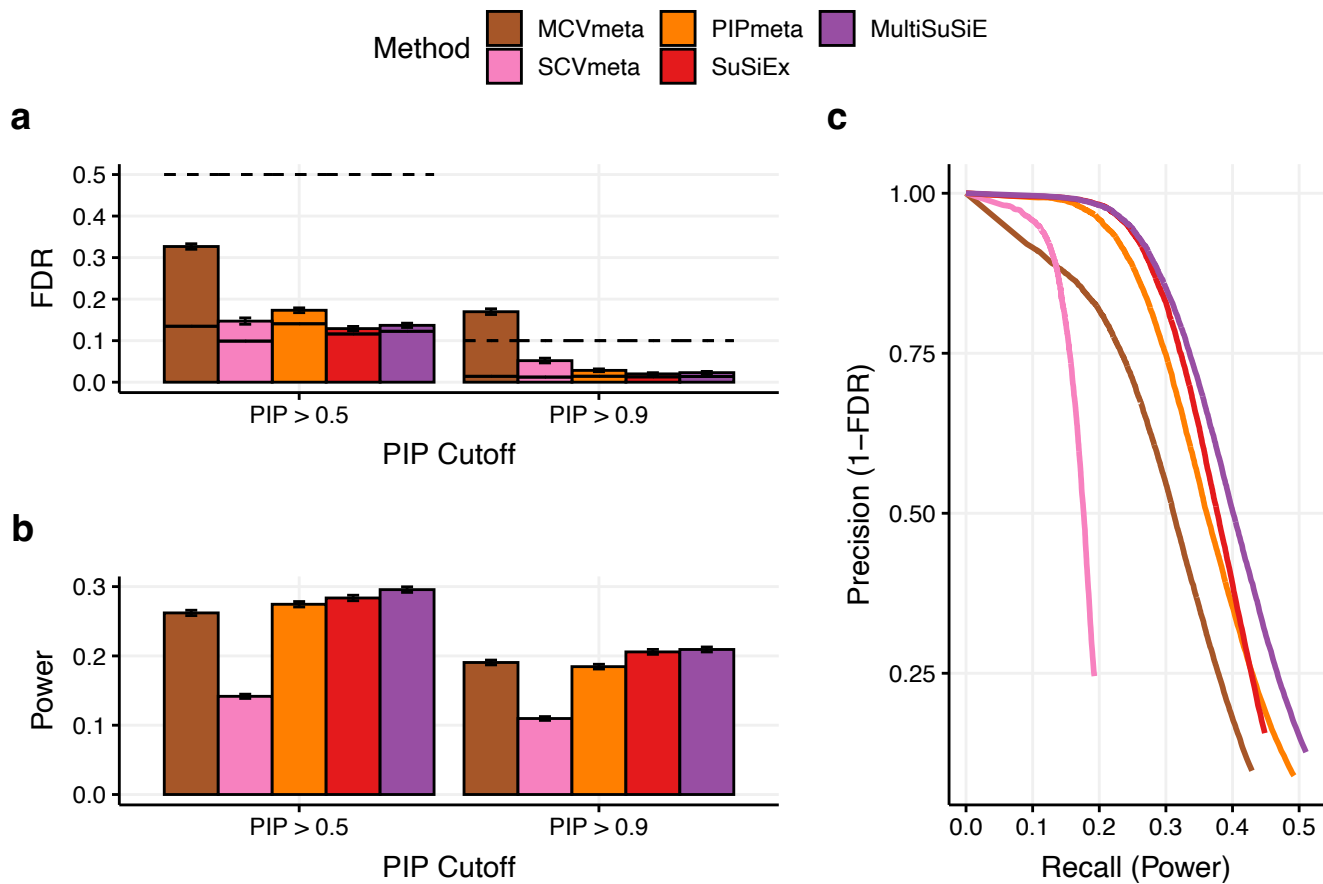 Method
MCVmeta
PIPmeta
MultiSuSiE
SCVmeta
SuSiEx
a
FDR
0.5
0.4
0.3
0.2
0.1
0.0
PIP > 0.5
PIP > 0.9
PIP Cutoff
b
Power
0.3
0.2
0.1
0.0
PIP > 0.5
PIP > 0.9
PIP Cutoff
c
Precision (1−FDR)
1.00
0.75
0.50
0.25
0.0
0.1
0.2
0.3
0.4
0.5
Recall (Power)